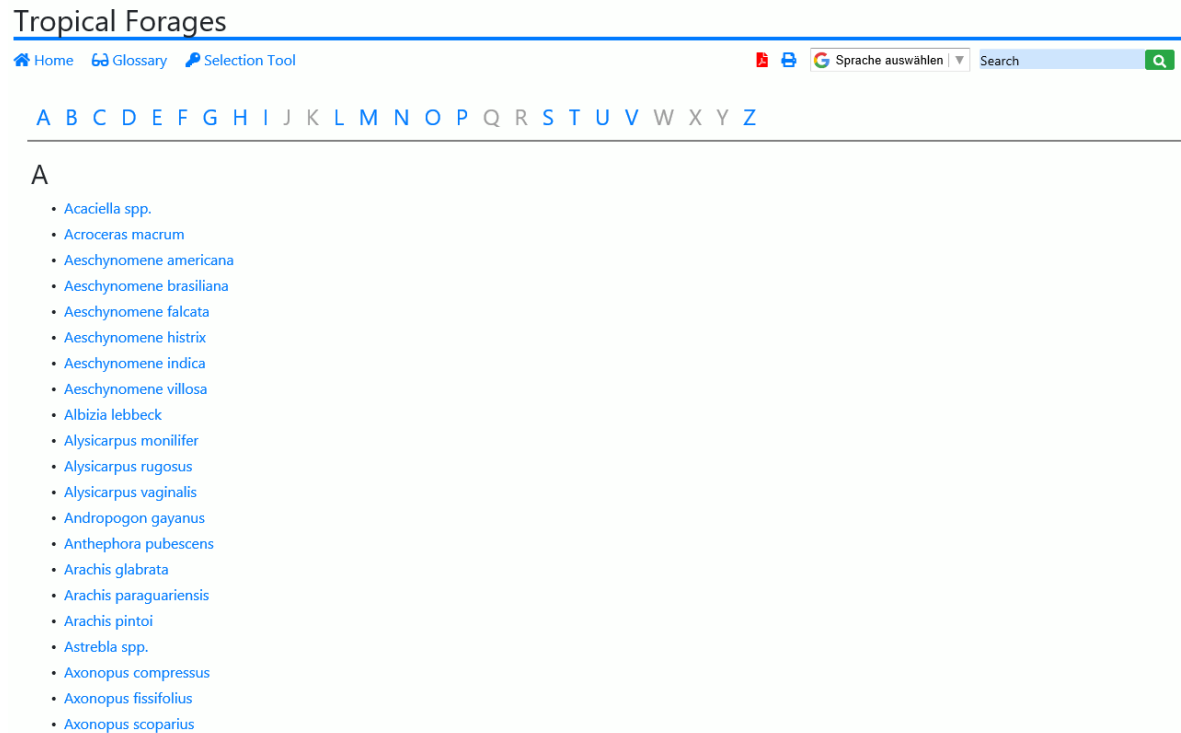 Tropical Forages
Home Glossary Selection Tool Sprache auswählen Search
A B C D E F G H I J K L M N O P Q R S T U V W X Y Z
A
• Acaciella spp.
• Acroceras macrum
• Aeschynomene americana
• Aeschynomene brasiliana
• Aeschynomene falcata
• Aeschynomene histrix
• Aeschynomene indica
• Aeschynomene villosa
• Albizia lebbeck
• Alysicarpus monilifer
• Alysicarpus rugosus
• Alysicarpus vaginalis
• Andropogon gayanus
• Anthephora pubescens
• Arachis glabrata
• Arachis paraguariensis
• Arachis pintoi
• Astrebla spp.
• Axonopus compressus
• Axonopus fissifolius
• Axonopus scoparius